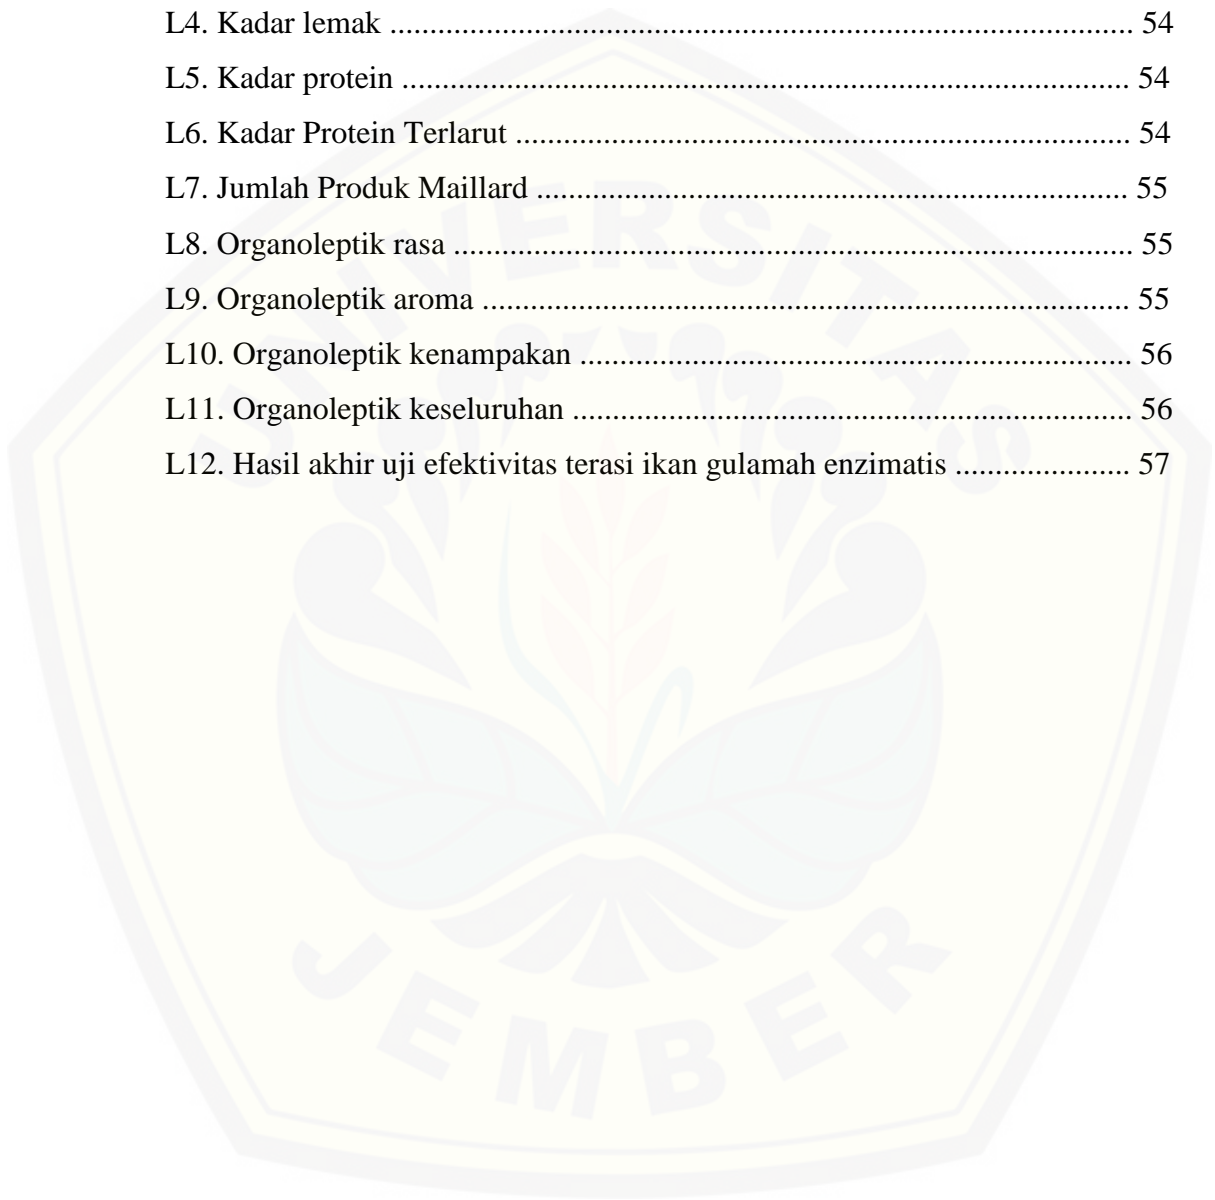 L4. Kadar lemak ........................................................................................... 54
L5. Kadar protein ......................................................................................... 54
L6. Kadar Protein Terlarut ........................................................................... 54
L7. Jumlah Produk Maillard ........................................................................ 55
L8. Organoleptik rasa ................................................................................... 55
L9. Organoleptik aroma ............................................................................... 55
L10. Organoleptik kenampakan ................................................................... 56
L11. Organoleptik keseluruhan .................................................................... 56
L12. Hasil akhir uji efektivitas terasi ikan gulamah enzimatis ..................... 57
UNIVERSITAS
JEMBER